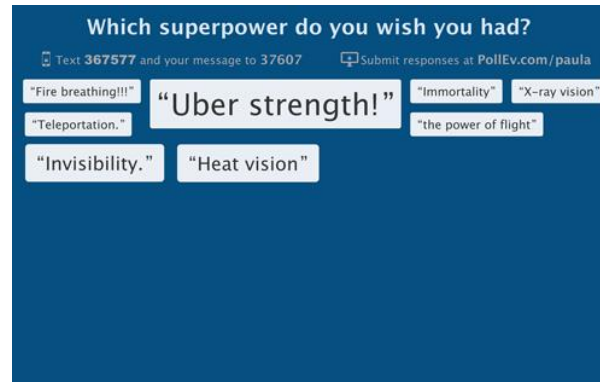 Which superpower do you wish you had?
Text 367577 and your message to 37607
Submit responses at PollEv.com/paula
“Fire breathing!!!”
“Uber strength!”
“Immortality”
“X-ray vision”
“Teleportation.”
“the power of flight”
“Invisibility.”
“Heat vision”